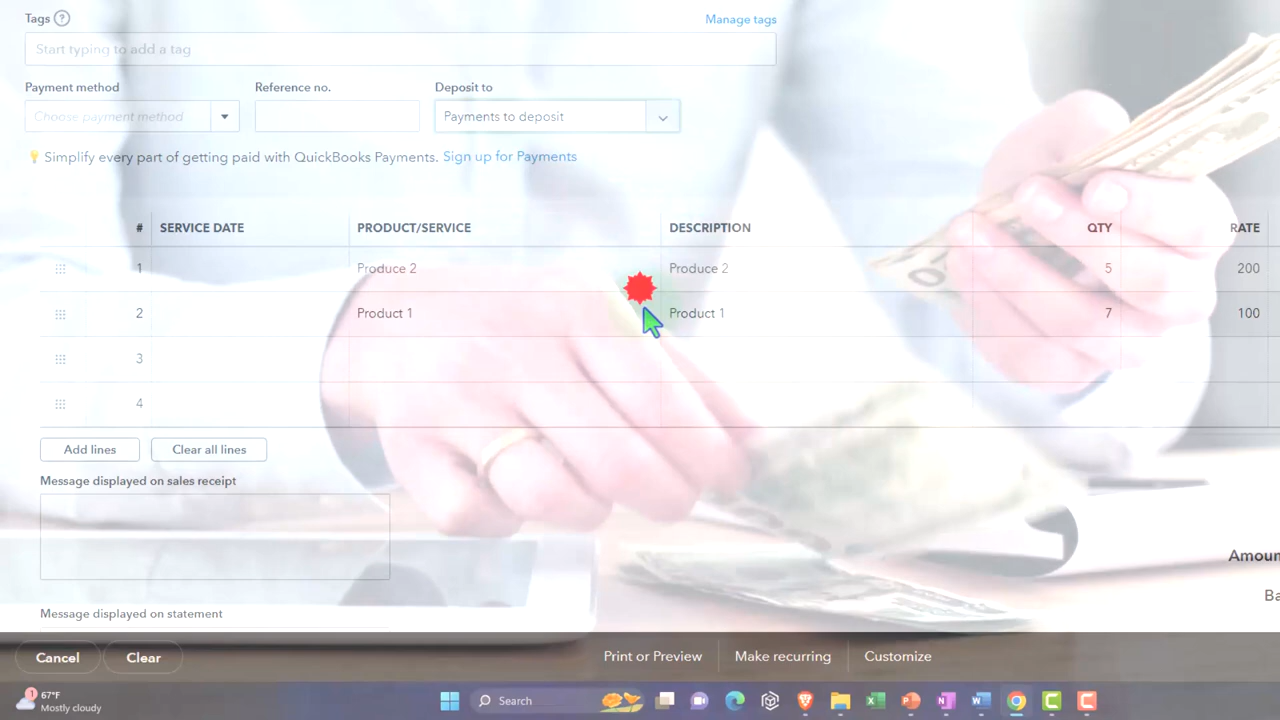 Tags ?
Manage tags
Start typing to add a tag
Payment method
Reference no.
Deposit to
Choose payment method
Payments to deposit
Simplify every part of getting paid with QuickBooks Payments. Sign up for Payments
# SERVICE DATE PRODUCT/SERVICE DESCRIPTION QTY RATE
1 Produce 2 Produce 2 5 200
2 Product 1 Product 1 7 100
3
4
Add lines
Clear all lines
Message displayed on sales receipt
Amoun
Ba
Message displayed on statement
Cancel
Clear
Print or Preview
Make recurring
Customize
1
67°F
Mostly cloudy
Search